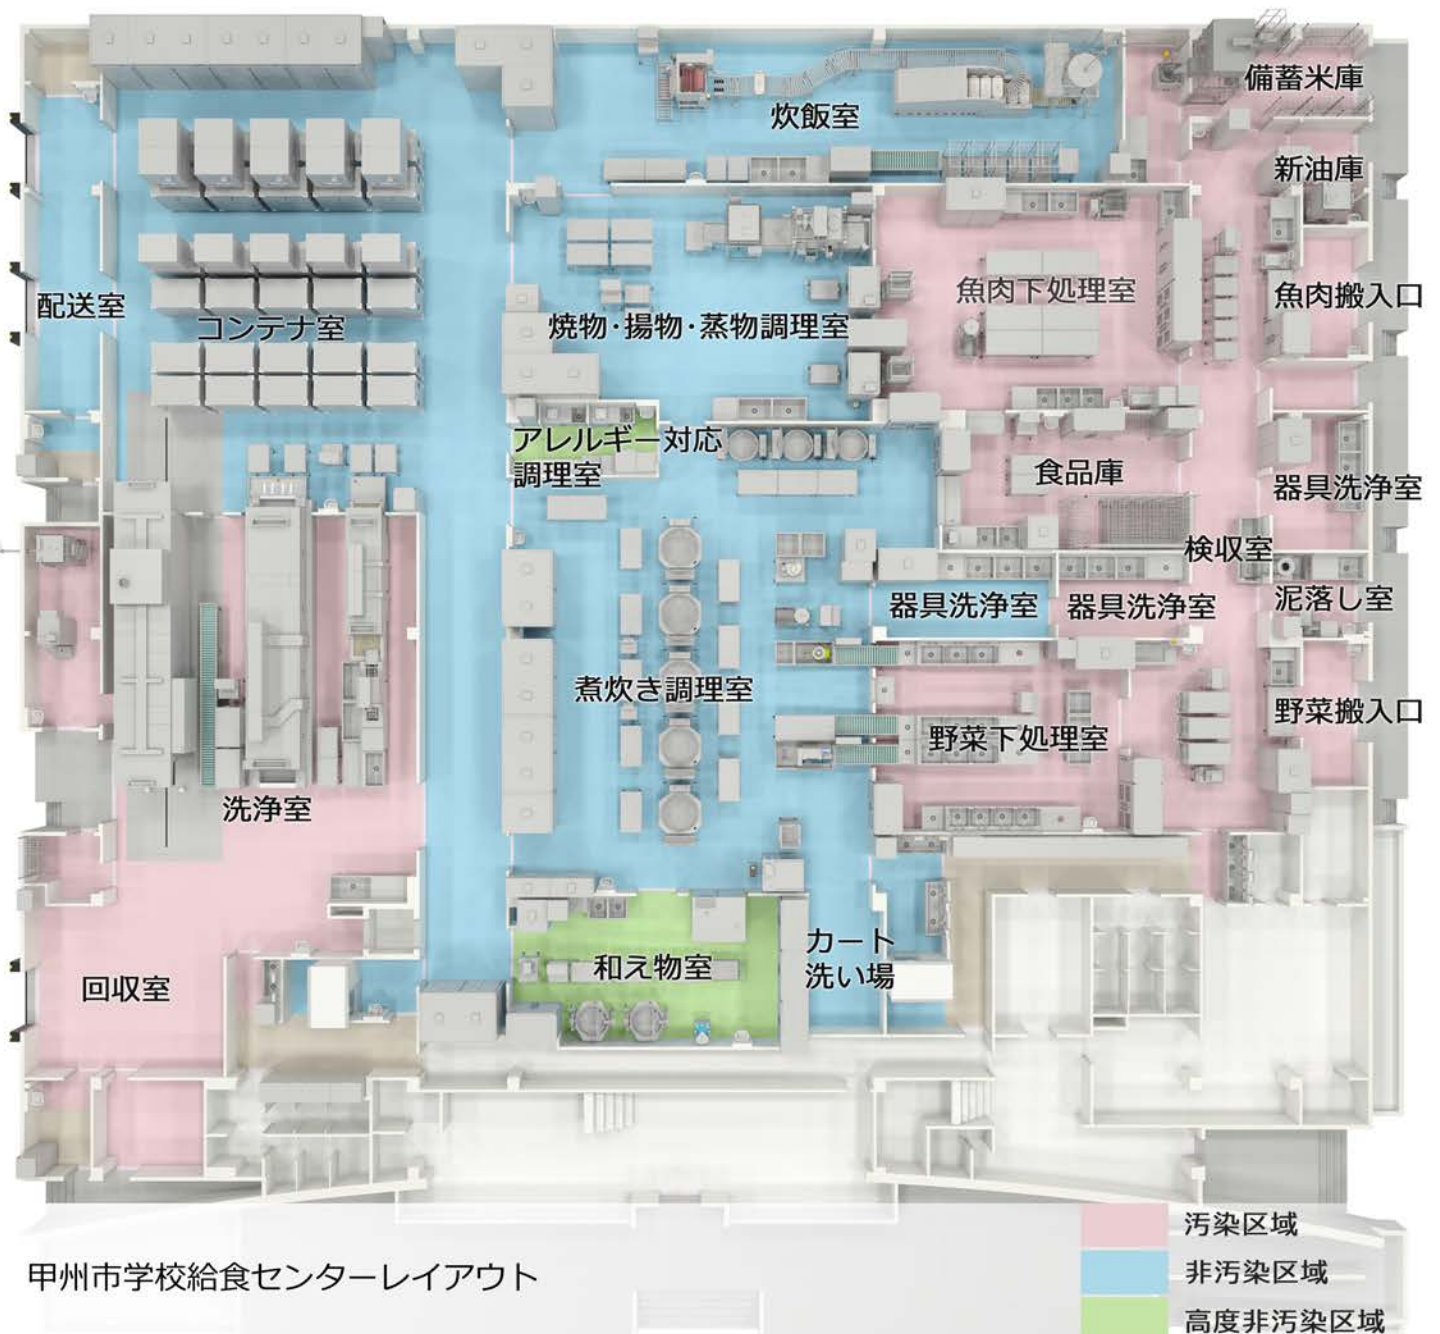 備蓄米庫
炊飯室
新油庫
配送室
コンテナ室
焼物・揚物・蒸物調理室
魚肉下処理室
魚肉搬入口
アレルギー対応
調理室
食品庫
器具洗浄室
検収室
器具洗浄室
器具洗浄室
泥落し室
煮炊き調理室
野菜下処理室
野菜搬入口
洗浄室
回収室
和え物室
カート
洗い場
汚染区域
非汚染区域
高度非汚染区域
甲州市学校給食センターレイアウト